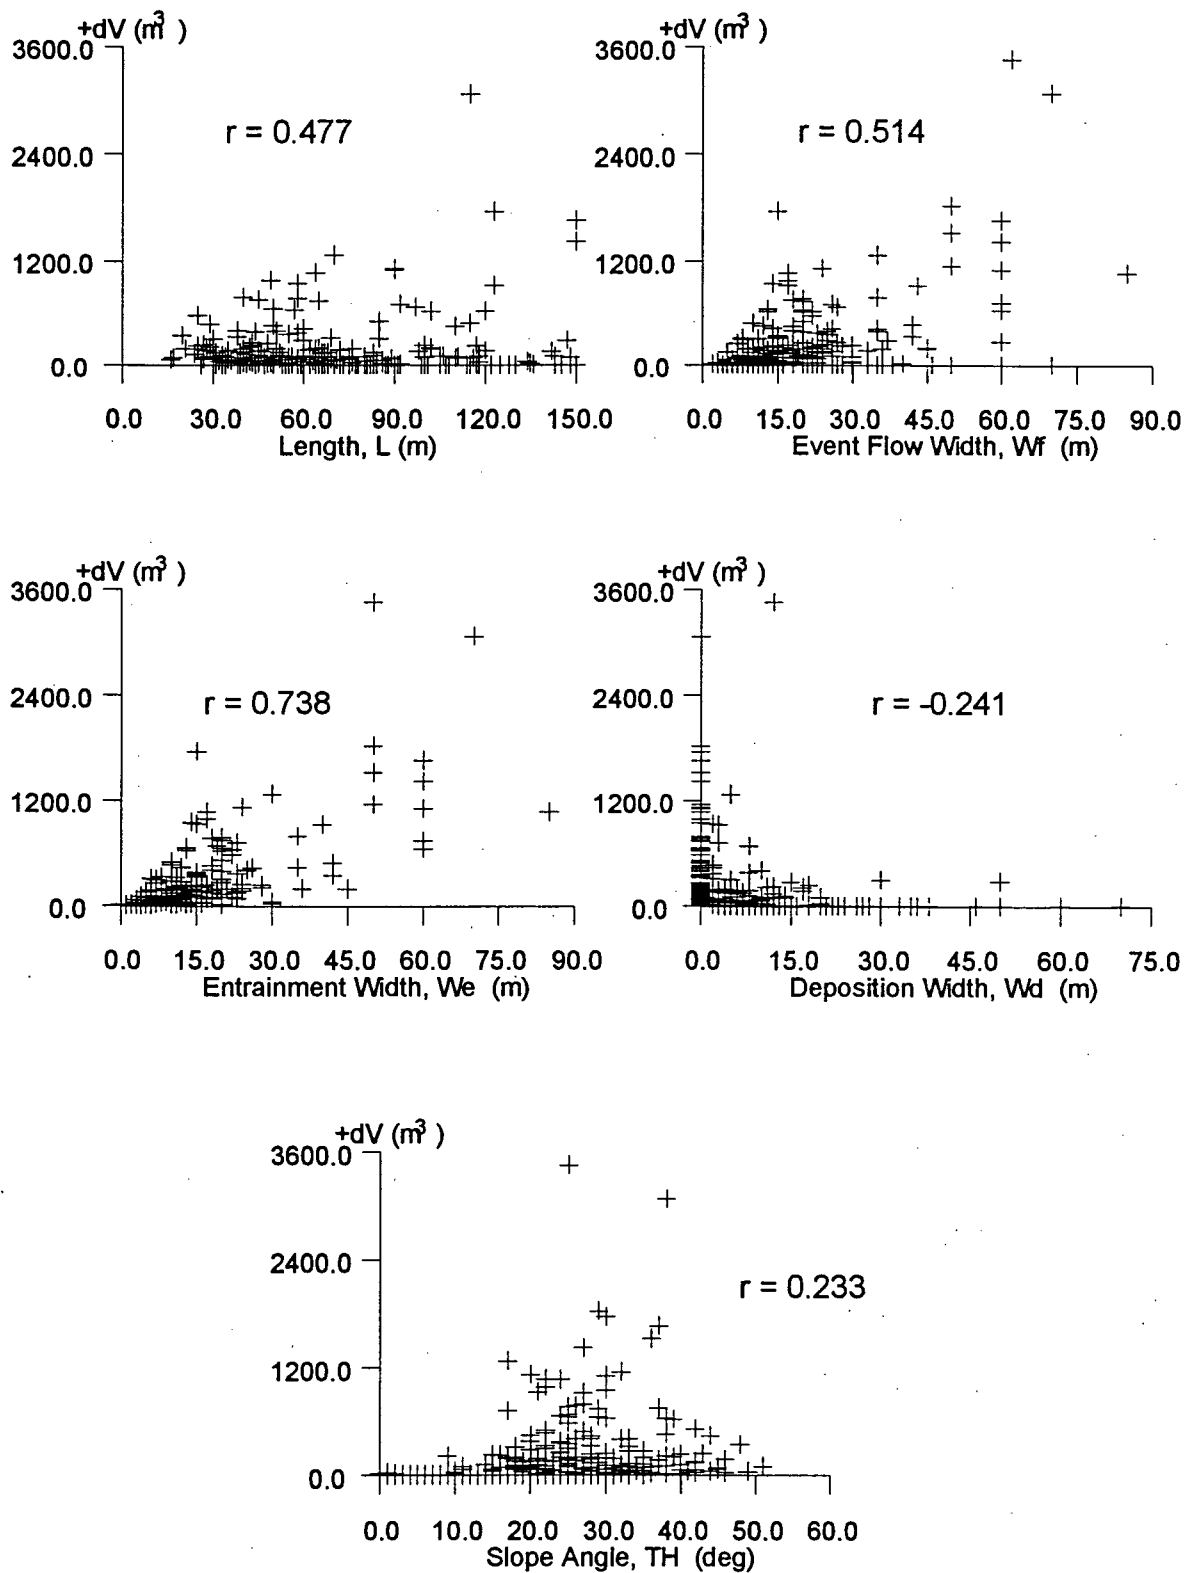 +dV (m³ ) +dV (m³ )
3600.0 3600.0
r = 0.477 r = 0.514
2400.0 2400.0
1200.0 1200.0
0.0 0.0
0.0 30.0 60.0 90.0 120.0 150.0 0.0 15.0 30.0 45.0 60.0 75.0 90.0
Length, L (m) Event Flow Width, Wf (m)
+dV (m³ ) +dV (m³ )
3600.0 3600.0
2400.0 2400.0
r = 0.738 r = -0.241
1200.0 1200.0
0.0 0.0
0.0 15.0 30.0 45.0 60.0 75.0 90.0 0.0 15.0 30.0 45.0 60.0 75.0
Entrainment Width, We (m) Deposition Width, Wd (m)
+dV (m³ )
3600.0
2400.0
r = 0.233
1200.0
0.0
0.0 10.0 20.0 30.0 40.0 50.0 60.0
Slope Angle, TH (deg)